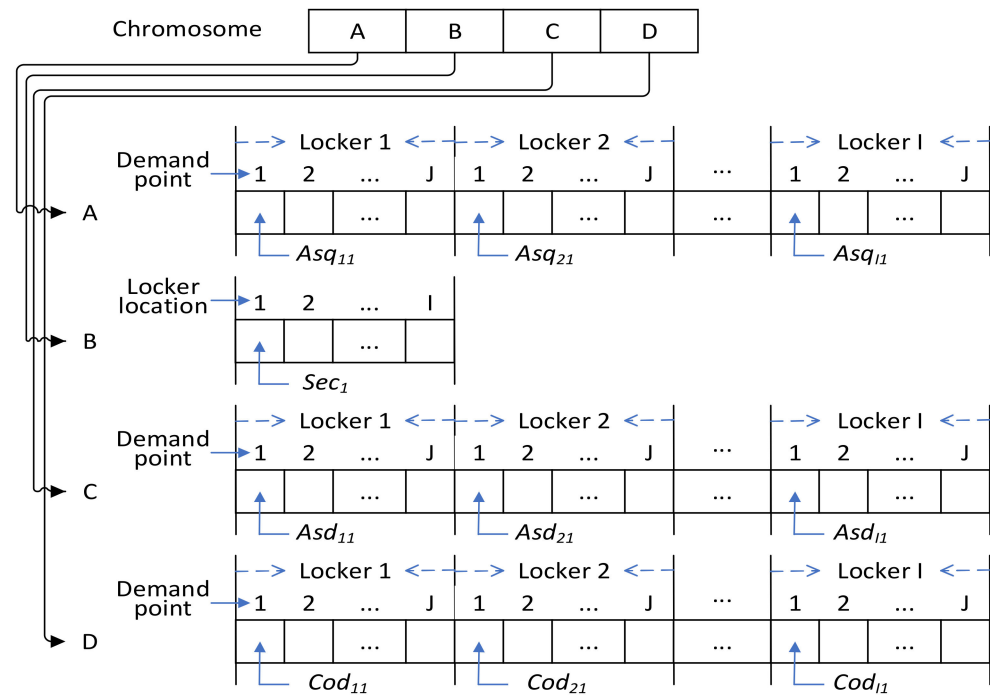 Chromosome A B C D
Locker 1 Locker 2 Locker I
Demand point 1 2 ... J 1 2 ... J ... 1 2 ... J
A ... ... ... ...
Asq11 Asq21 AsqI1
Locker location 1 2 ... I
B ...
Sec1
Locker 1 Locker 2 Locker I
Demand point 1 2 ... J 1 2 ... J ... 1 2 ... J
C ... ... ... ...
Asd11 Asd21 AsdI1
Locker 1 Locker 2 Locker I
Demand point 1 2 ... J 1 2 ... J ... 1 2 ... J
D ... ... ... ...
Cod11 Cod21 CodI1